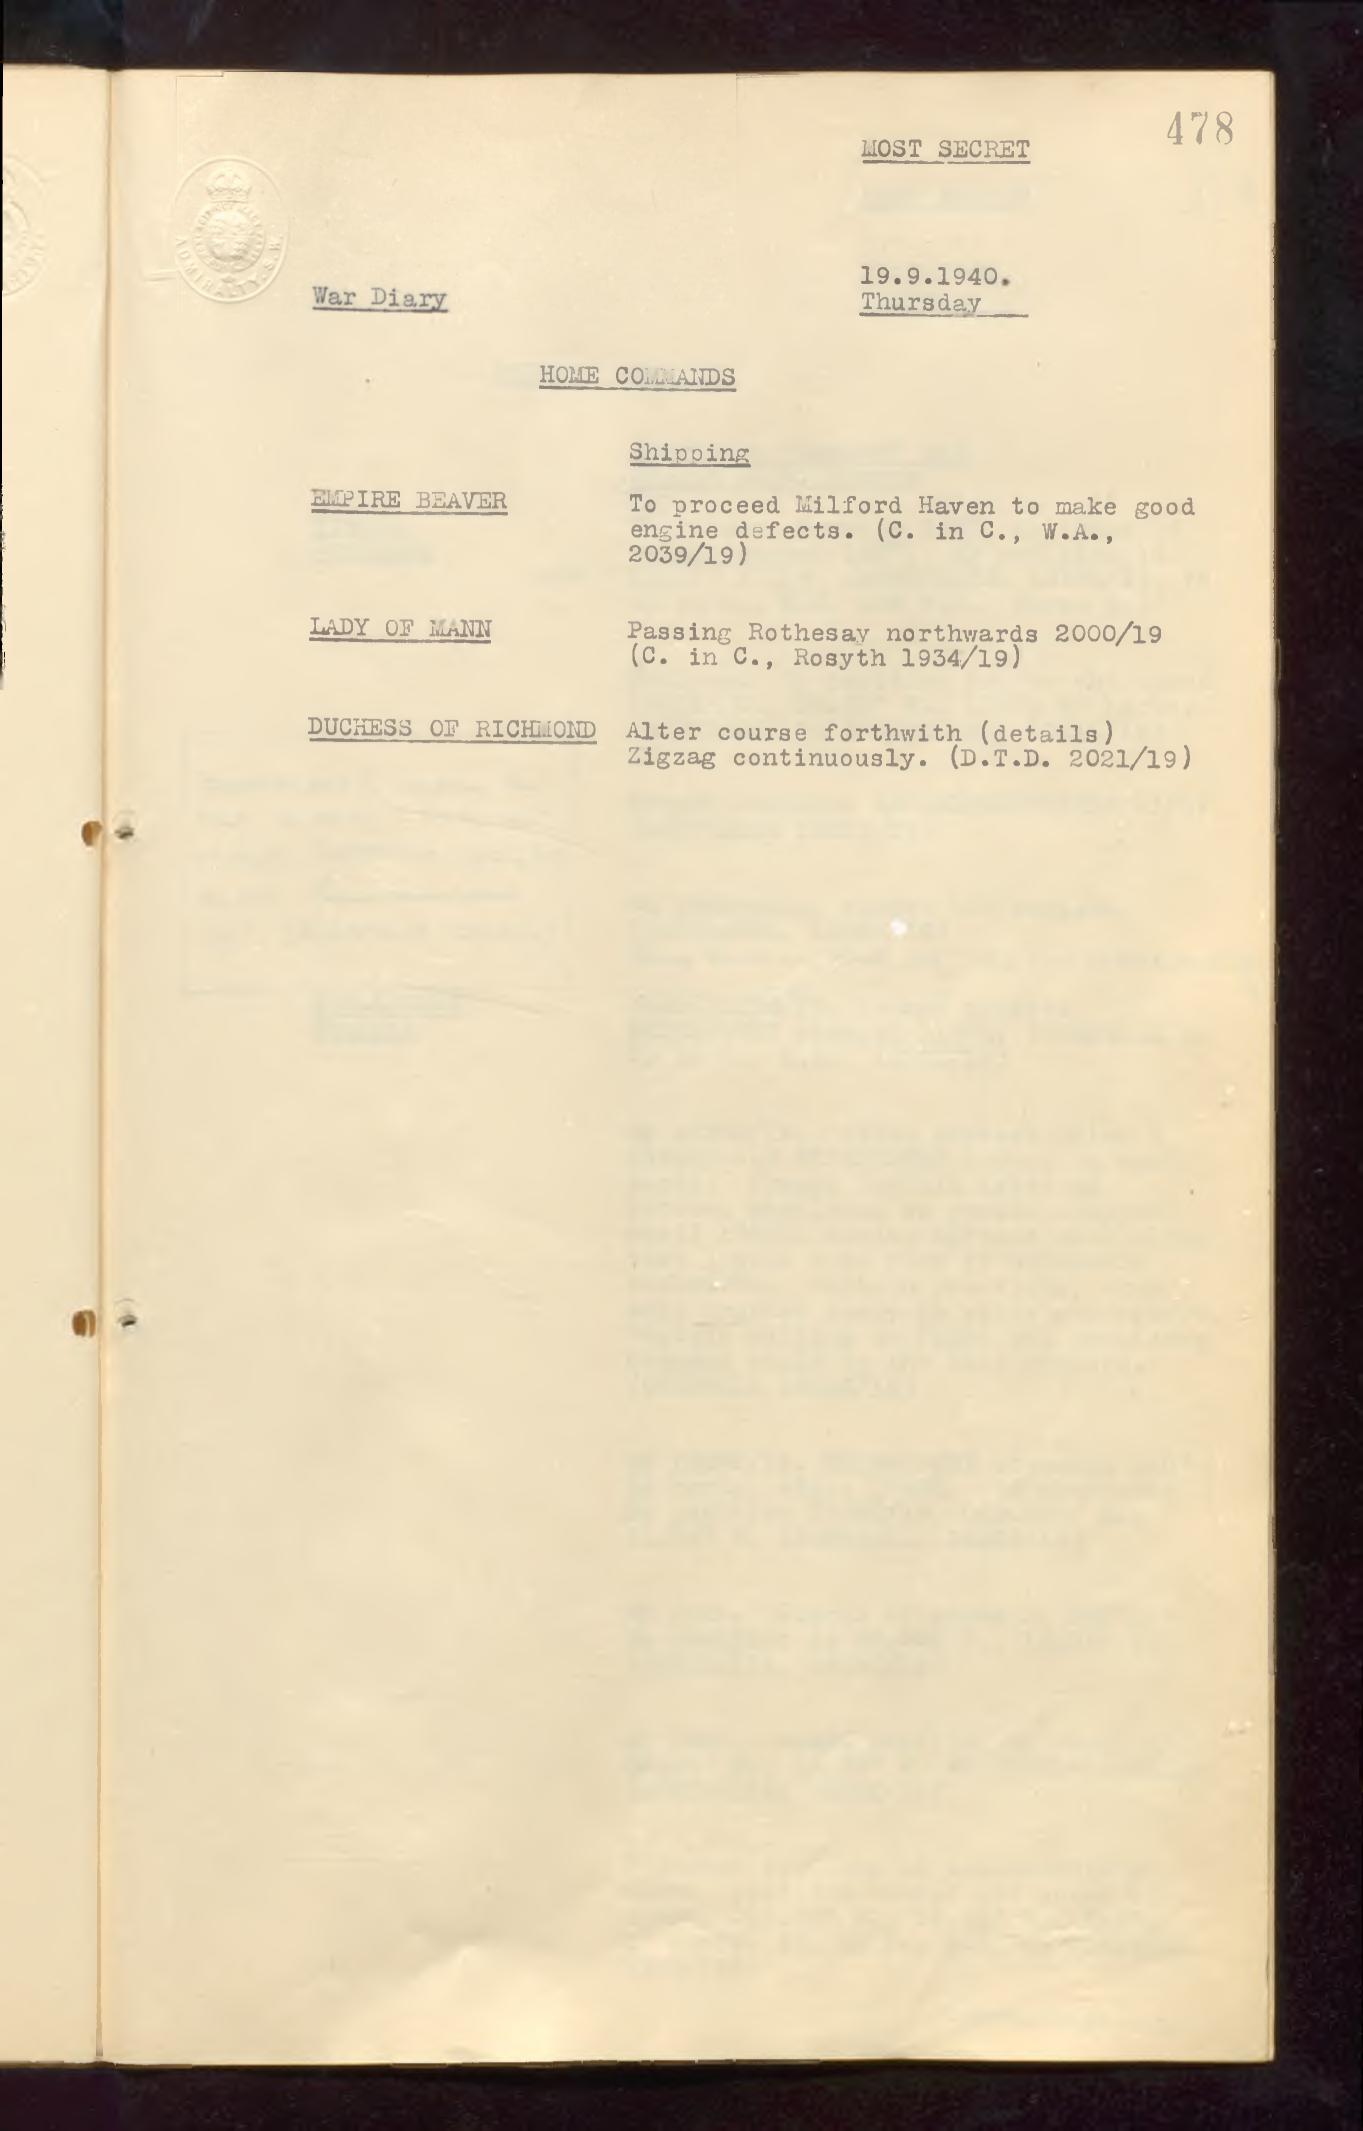 478
MOST SECRET
ADMIRALTY. S.W.
19.9.1940.
Thursday
War Diary
HOME COMMANDS
Shipping
EMPIRE BEAVER To proceed Milford Haven to make good
engine defects. (C. in C., W.A.,
2039/19)
LADY OF MANN Passing Rothesay northwards 2000/19
(C. in C., Rosyth 1934/19)
DUCHESS OF RICHMOND Alter course forthwith (details)
Zigzag continuously. (D.T.D. 2021/19)